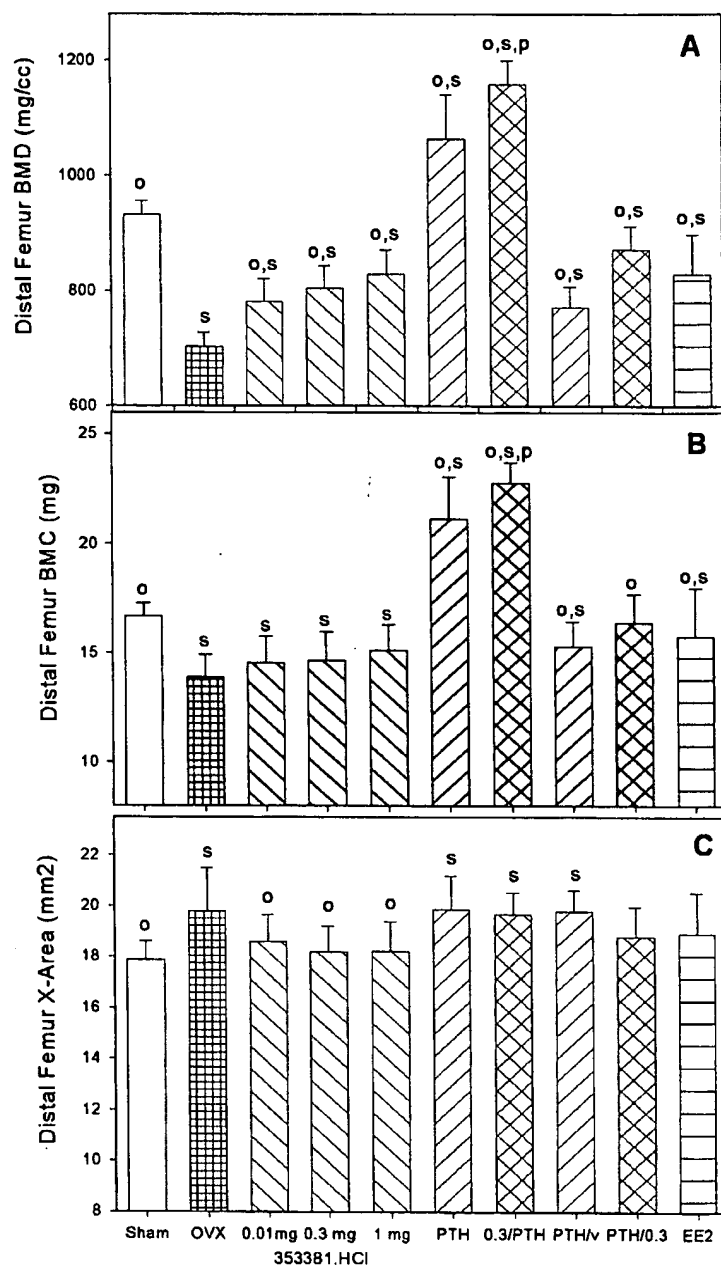 A
Distal Femur BMD (mg/cc)
1200
1000
800
600
o
s
o,s
o,s
o,s
o,s
o,s,p
o,s
o,s
o,s
B
Distal Femur BMC (mg)
25
20
15
10
o
s
s
s
s
o,s
o,s,p
o,s
o
o,s
C
Distal Femur X-Area (mm2)
22
20
18
16
14
12
10
8
o
s
o
o
o
s
s
s
Sham OVX 0.01mg 0.3 mg 1 mg PTH 0.3/PTH PTH/v PTH/0.3 EE2
353381.HCl